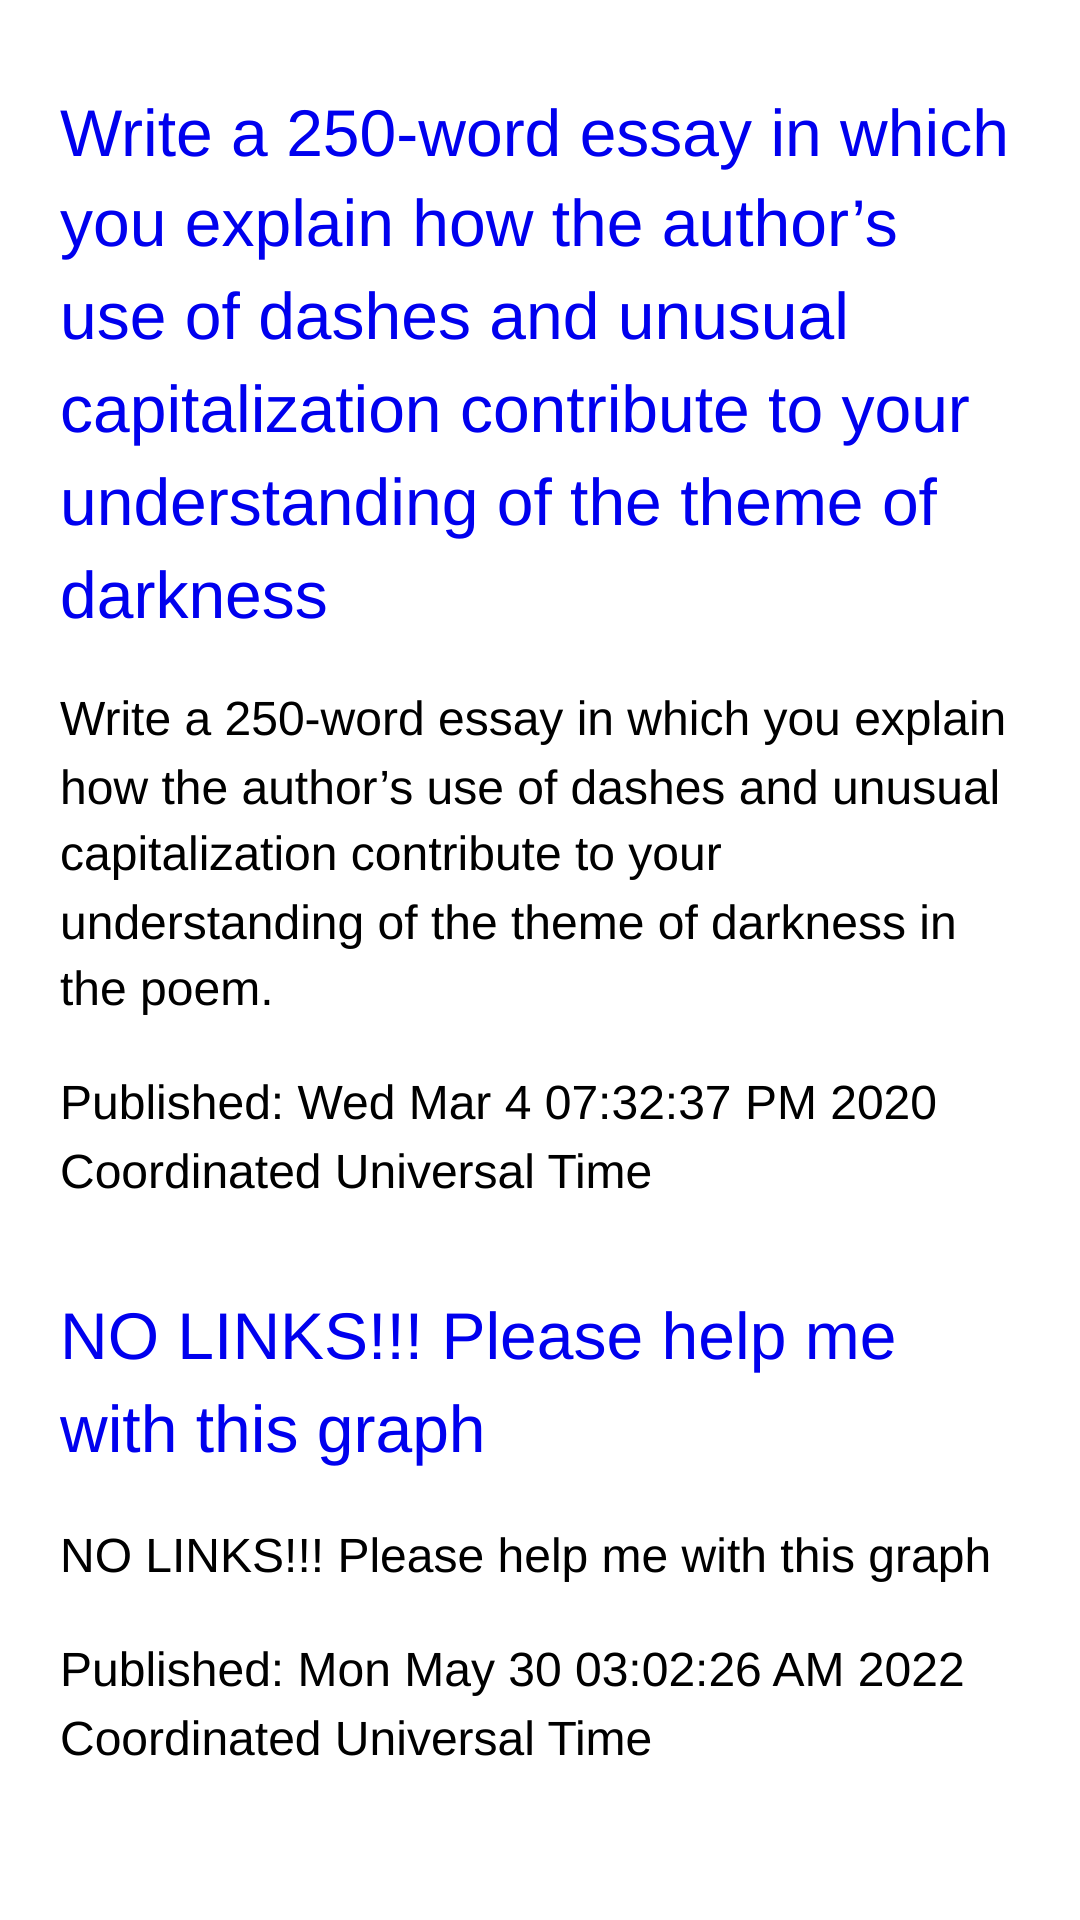 Write a 250-word essay in which
you explain how the author’s
use of dashes and unusual
capitalization contribute to your
understanding of the theme of
darkness
Write a 250-word essay in which you explain
how the author’s use of dashes and unusual
capitalization contribute to your
understanding of the theme of darkness in
the poem.
Published: Wed Mar 4 07:32:37 PM 2020
Coordinated Universal Time
NO LINKS!!! Please help me
with this graph
NO LINKS!!! Please help me with this graph
Published: Mon May 30 03:02:26 AM 2022
Coordinated Universal Time